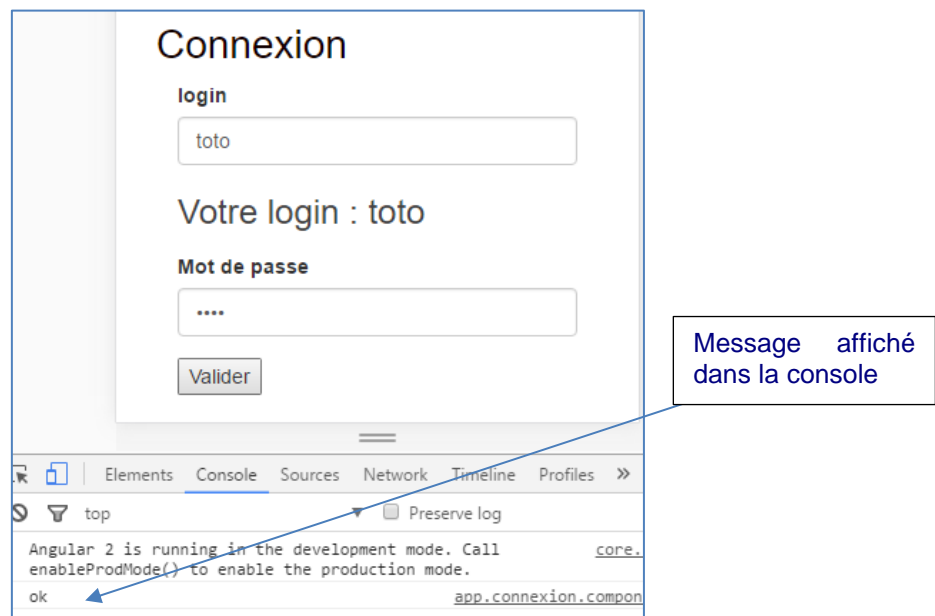 Connexion
login
toto
Votre login : toto
Mot de passe
••••
Valider
Message affiché
dans la console
Elements Console Sources Network Timeline Profiles »
top Preserve log
Angular 2 is running in the development mode. Call core.
enableProdMode() to enable the production mode.
ok app.connexion.compon